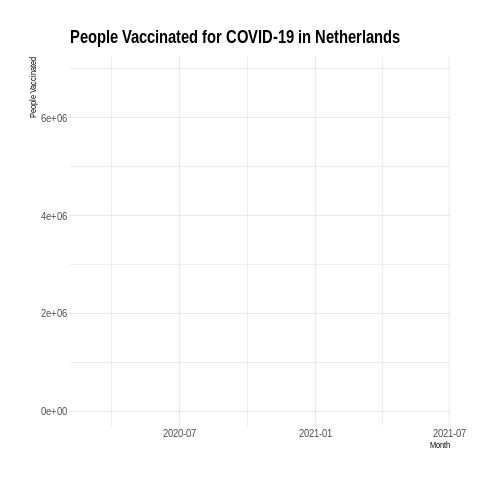 People Vaccinated for COVID-19 in Netherlands
People Vaccinated
6e+06
4e+06
2e+06
0e+00
2020-07 2021-01 2021-07
Month